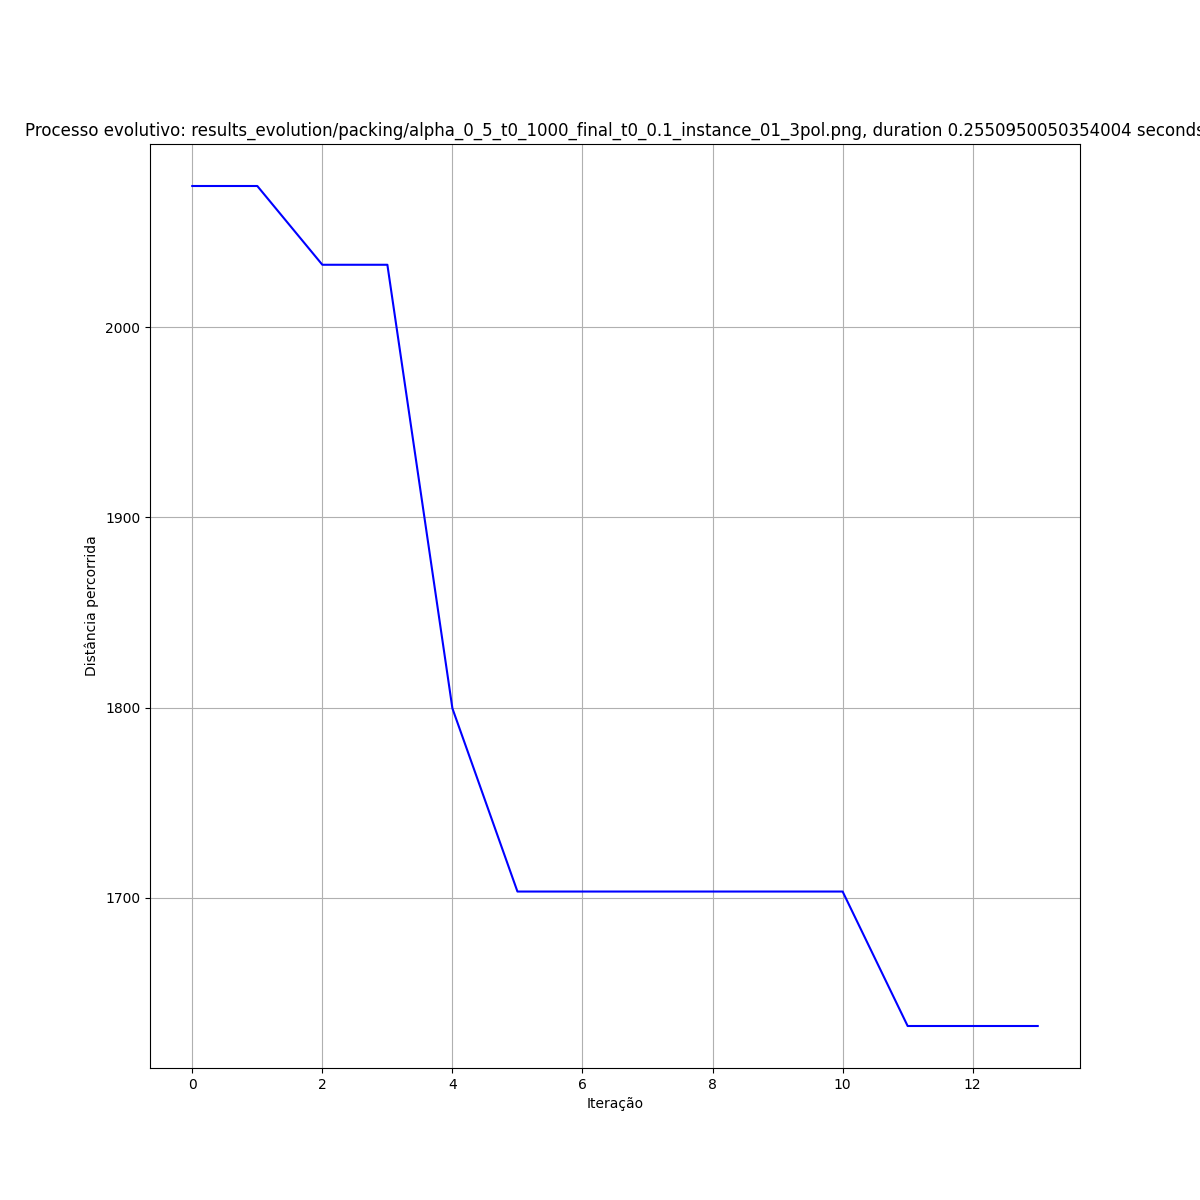 Processo evolutivo: results_evolution/packing/alpha_0_5_t0_1000_final_t0_0.1_instance_01_3pol.png, duration 0.2550950050354004 seconds
2000
1900
1800
1700
Distância percorrida
0 2 4 6 8 10 12
Iteração